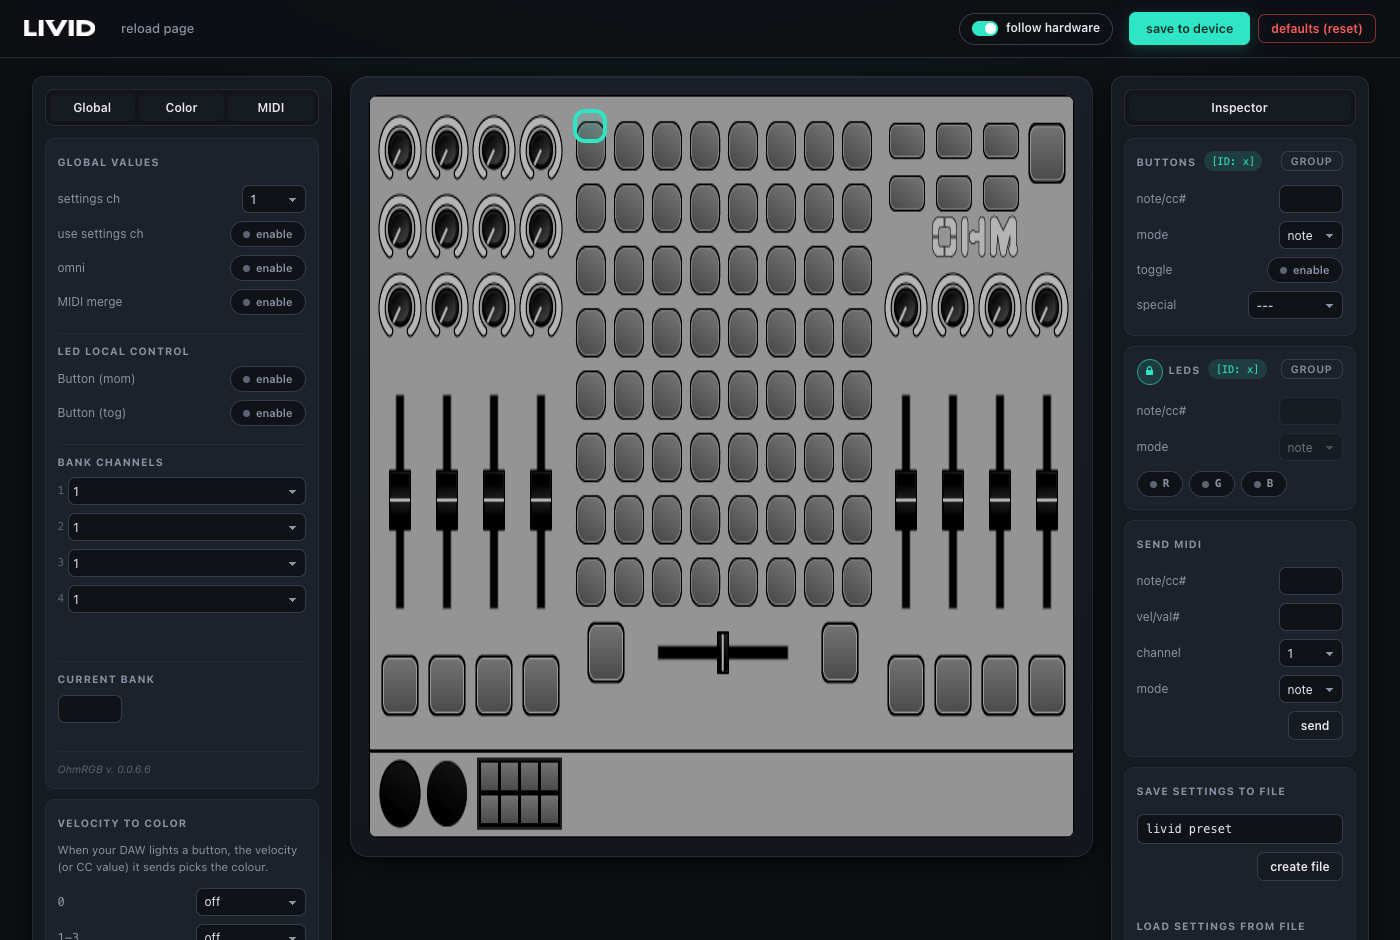 LIVID
reload page
follow hardware
save to device
defaults (reset)
Global
Color
MIDI
GLOBAL VALUES
settings ch
1
use settings ch
enable
omni
enable
MIDI merge
enable
LED LOCAL CONTROL
Button (mom)
enable
Button (tog)
enable
BANK CHANNELS
1
1
2
1
3
1
4
1
CURRENT BANK
OhmRGB v. 0.0.6.6
VELOCITY TO COLOR
When your DAW lights a button, the velocity
(or CC value) it sends picks the colour.
0
off
1–3
off
OHM
Inspector
BUTTONS
[ID: x]
GROUP
note/cc#
mode
note
toggle
enable
special
---
LEDS
[ID: x]
GROUP
note/cc#
mode
note
R
G
B
SEND MIDI
note/cc#
vel/val#
channel
1
mode
note
send
SAVE SETTINGS TO FILE
livid preset
create file
LOAD SETTINGS FROM FILE